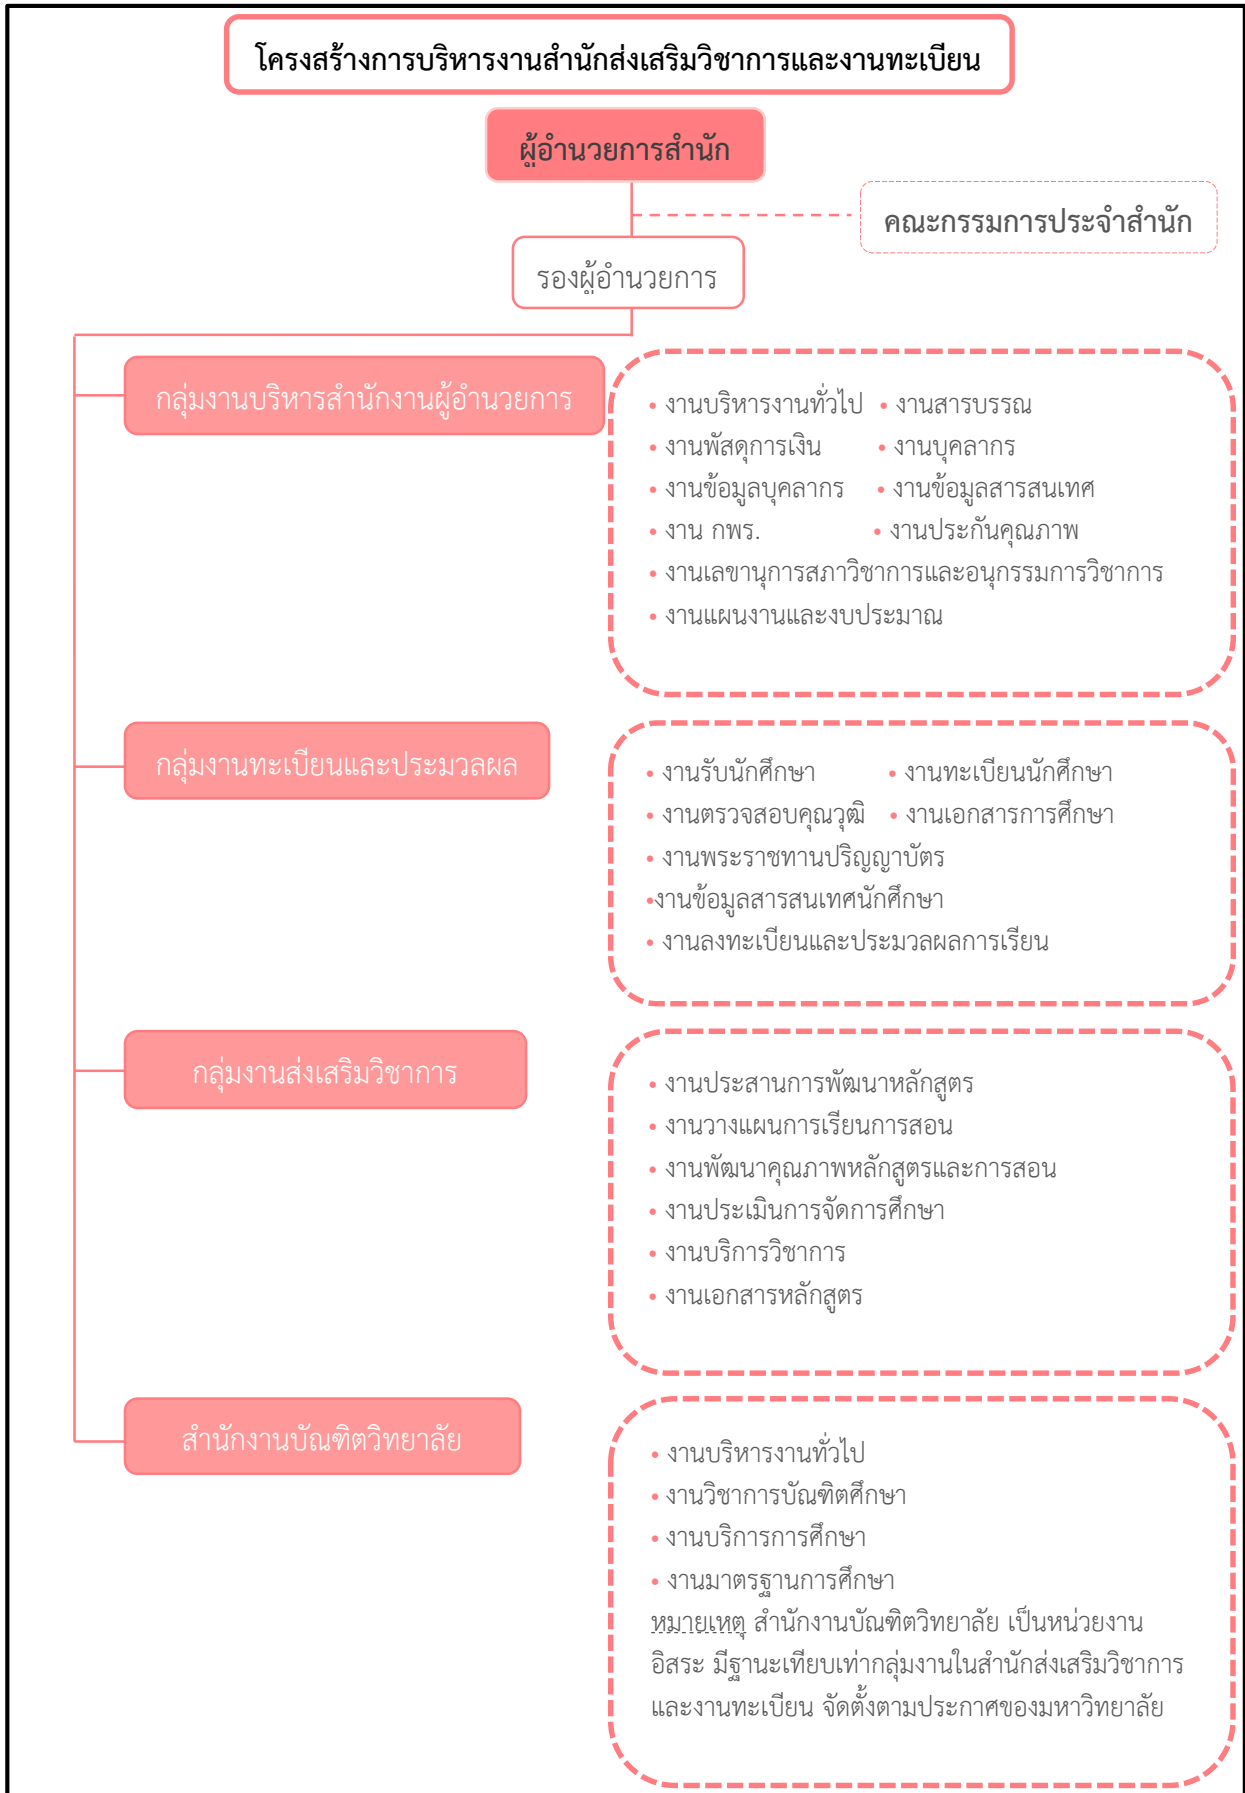 โครงสร้างการบริหารงานสำนักส่งเสริมวิชาการและงานทะเบียน
ผู้อำนวยการสำนัก
คณะกรรมการประจำสำนัก
รองผู้อำนวยการ
กลุ่มงานบริหารสำนักงานผู้อำนวยการ
• งานบริหารงานทั่วไป • งานสารบรรณ
• งานพัสดุการเงิน • งานบุคลากร
• งานข้อมูลบุคลากร • งานข้อมูลสารสนเทศ
• งาน กพร. • งานประกันคุณภาพ
• งานเลขานุการสภาวิชาการและอนุกรรมการวิชาการ
• งานแผนงานและงบประมาณ
กลุ่มงานทะเบียนและประมวลผล
• งานรับนักศึกษา • งานทะเบียนนักศึกษา
• งานตรวจสอบคุณวุฒิ • งานเอกสารการศึกษา
• งานพระราชทานปริญญาบัตร
•งานข้อมูลสารสนเทศนักศึกษา
• งานลงทะเบียนและประมวลผลการเรียน
กลุ่มงานส่งเสริมวิชาการ
• งานประสานการพัฒนาหลักสูตร
• งานวางแผนการเรียนการสอน
• งานพัฒนาคุณภาพหลักสูตรและการสอน
• งานประเมินการจัดการศึกษา
• งานบริการวิชาการ
• งานเอกสารหลักสูตร
สำนักงานบัณฑิตวิทยาลัย
• งานบริหารงานทั่วไป
• งานวิชาการบัณฑิตศึกษา
• งานบริการการศึกษา
• งานมาตรฐานการศึกษา
หมายเหตุ สำนักงานบัณฑิตวิทยาลัย เป็นหน่วยงาน
อิสระ มีฐานะเทียบเท่ากลุ่มงานในสำนักส่งเสริมวิชาการ
และงานทะเบียน จัดตั้งตามประกาศของมหาวิทยาลัย